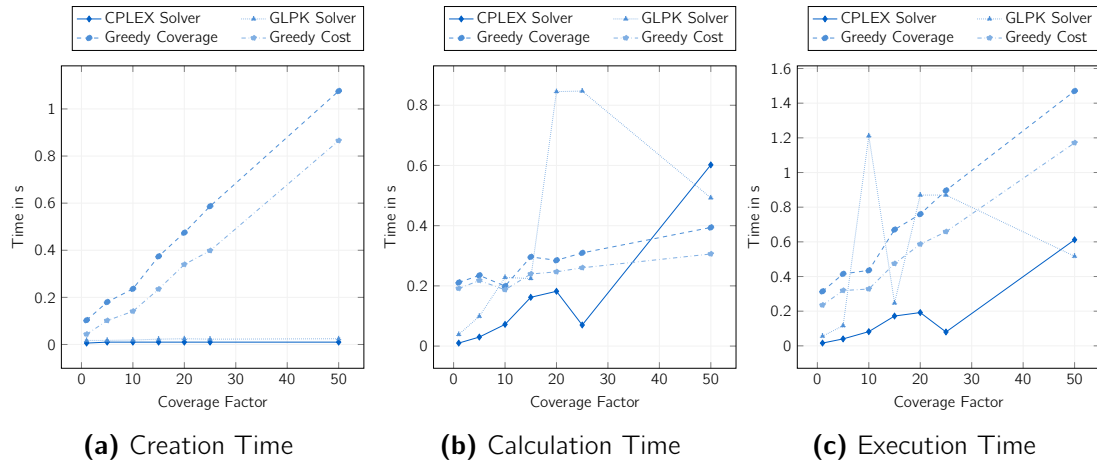 CPLEX Solver GLPK Solver
Greedy Coverage Greedy Cost
1
0.8
0.6
0.4
0.2
0
Time in s
0 10 20 30 40 50
Coverage Factor
(a) Creation Time
CPLEX Solver GLPK Solver
Greedy Coverage Greedy Cost
0.8
0.6
0.4
0.2
0
Time in s
0 10 20 30 40 50
Coverage Factor
(b) Calculation Time
CPLEX Solver GLPK Solver
Greedy Coverage Greedy Cost
1.6
1.4
1.2
1
0.8
0.6
0.4
0.2
0
Time in s
0 10 20 30 40 50
Coverage Factor
(c) Execution Time